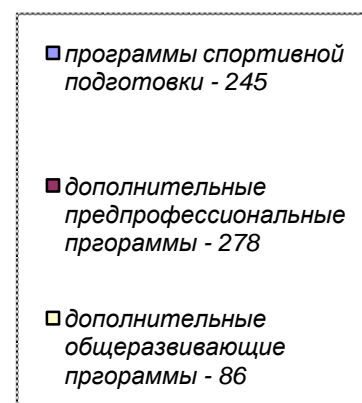 программы спортивной
подготовки - 245
дополнительные
предпрофессиональные
пргораммы - 278
дополнительные
общеразвивающие
пргораммы - 86